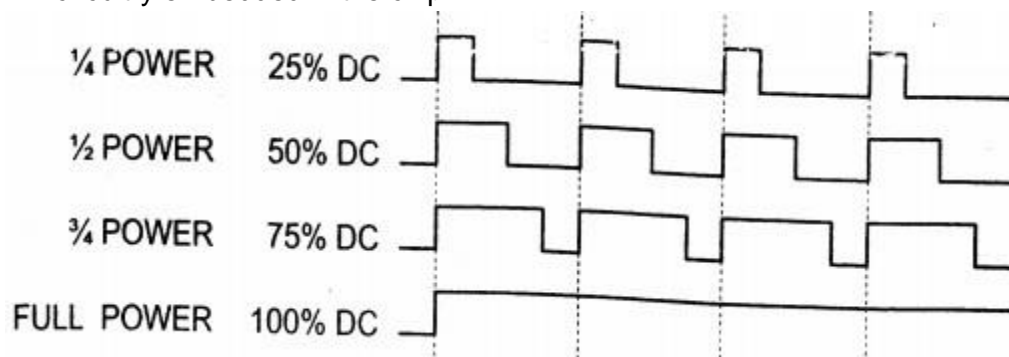 ¼ POWER 25% DC
½ POWER 50% DC
¾ POWER 75% DC
FULL POWER 100% DC